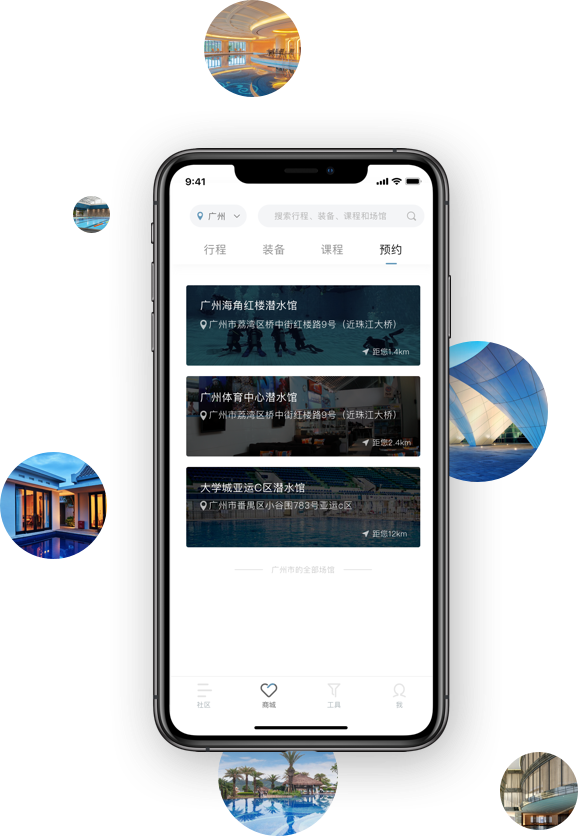 9:41
广州
搜索行程、装备、课程和场馆
行程 装备 课程 预约
广州海角红楼潜水馆
广州市荔湾区桥中街红楼路9号（近珠江大桥）
距您1.4km
广州体育中心潜水馆
广州市荔湾区桥中街红楼路9号（近珠江大桥）
距您2.4km
大学城亚运C区潜水馆
广州市番禺区小谷围783号亚运c区
距您12km
广州市的全部场馆
社区 商城 工具 我